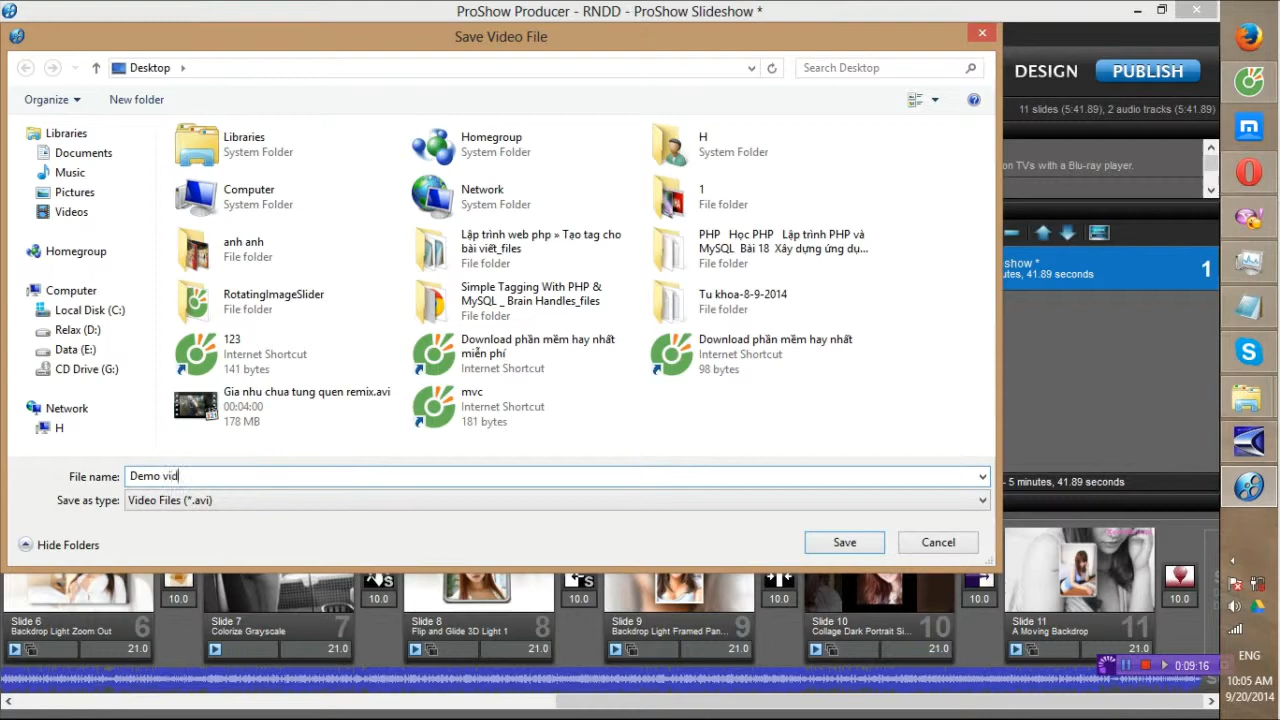 ProShow Producer - RNDD - ProShow Slideshow *
Save Video File
Desktop
Search Desktop
DESIGN
PUBLISH
Organize
New folder
11 slides (5:41.89), 2 audio tracks (5:41.89)
Libraries
Documents
Music
Pictures
Videos
Homegroup
Computer
Local Disk (C:)
Relax (D:)
Data (E:)
CD Drive (G:)
Network
H
Libraries
System Folder
Homegroup
System Folder
H
System Folder
Computer
System Folder
Network
System Folder
1
File folder
anh anh
File folder
Lập trình web php » Tạo tag cho
bài viết_files
File folder
PHP Học PHP Lập trình PHP và
MySQL Bài 18 Xây dựng ứng dụ...
File folder
RotatingImageSlider
File folder
Simple Tagging With PHP &
MySQL _ Brain Handles_files
File folder
Tu khoa-8-9-2014
File folder
123
Internet Shortcut
141 bytes
Download phần mềm hay nhất
miễn phí
Internet Shortcut
Download phần mềm hay nhất
Internet Shortcut
98 bytes
Gia nhu chua tung quen remix.avi
00:04:00
178 MB
mvc
Internet Shortcut
181 bytes
on TV's with a Blu-ray player.
show *
utes, 41.89 seconds
1
File name: Demo vid
Save as type: Video Files (*.avi)
Hide Folders
Save
Cancel
- 5 minutes, 41.89 seconds
10.0
10.0
10.0
10.0
10.0
10.0
Slide 6
Backdrop Light Zoom Out
6
21.0
Slide 7
Colorize Grayscale
7
21.0
Slide 8
Flip and Glide 3D Light 1
8
21.0
Slide 9
Backdrop Light Framed Pan...
9
21.0
Slide 10
Collage Dark Portrait Si...
10
21.0
Slide 11
A Moving Backdrop
11
21.0
0:09:16
ENG
10:05 AM
9/20/2014